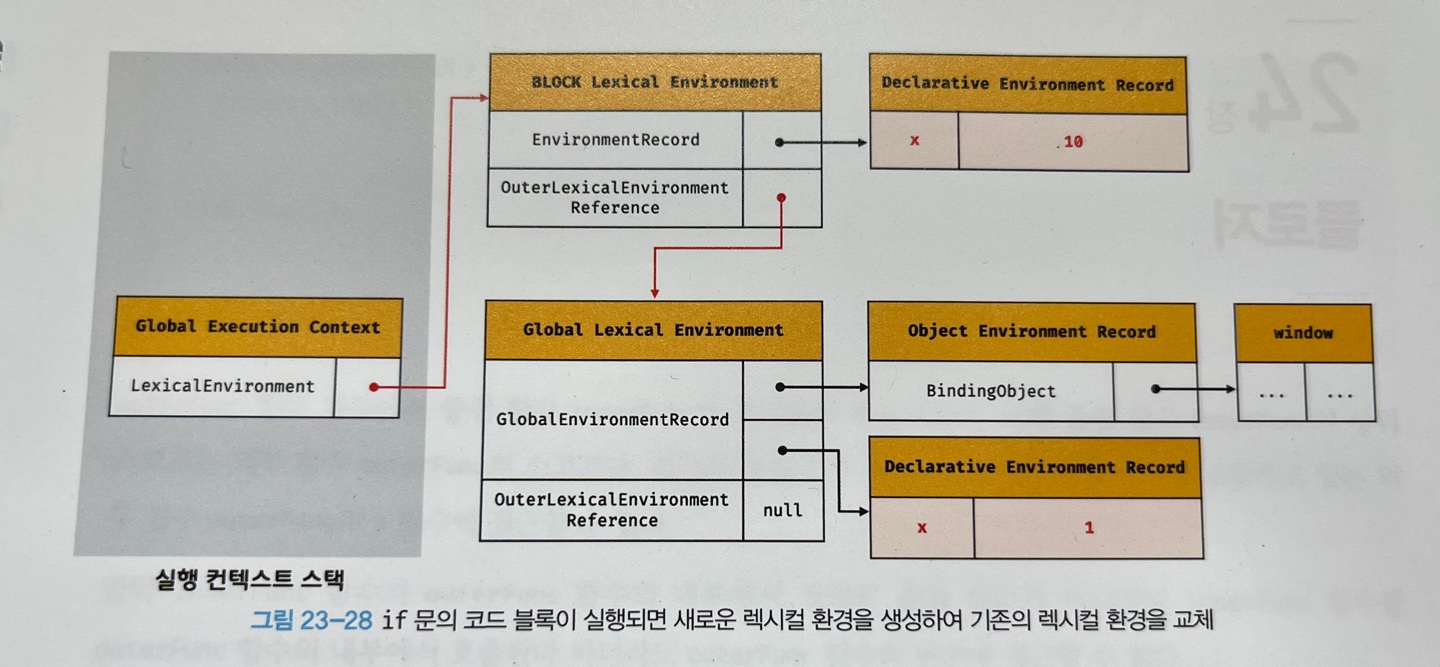 BLOCK Lexical Environment
EnvironmentRecord
OuterLexicalEnvironment
Reference
Declarative Environment Record
x 10
Global Execution Context
LexicalEnvironment
Global Lexical Environment
GlobalEnvironmentRecord
OuterLexicalEnvironment
Reference
null
Object Environment Record
BindingObject
window
... ...
Declarative Environment Record
x 1
실행 컨텍스트 스택
그림 23-28 if 문의 코드 블록이 실행되면 새로운 렉시컬 환경을 생성하여 기존의 렉시컬 환경을 교체
24
장
클로저